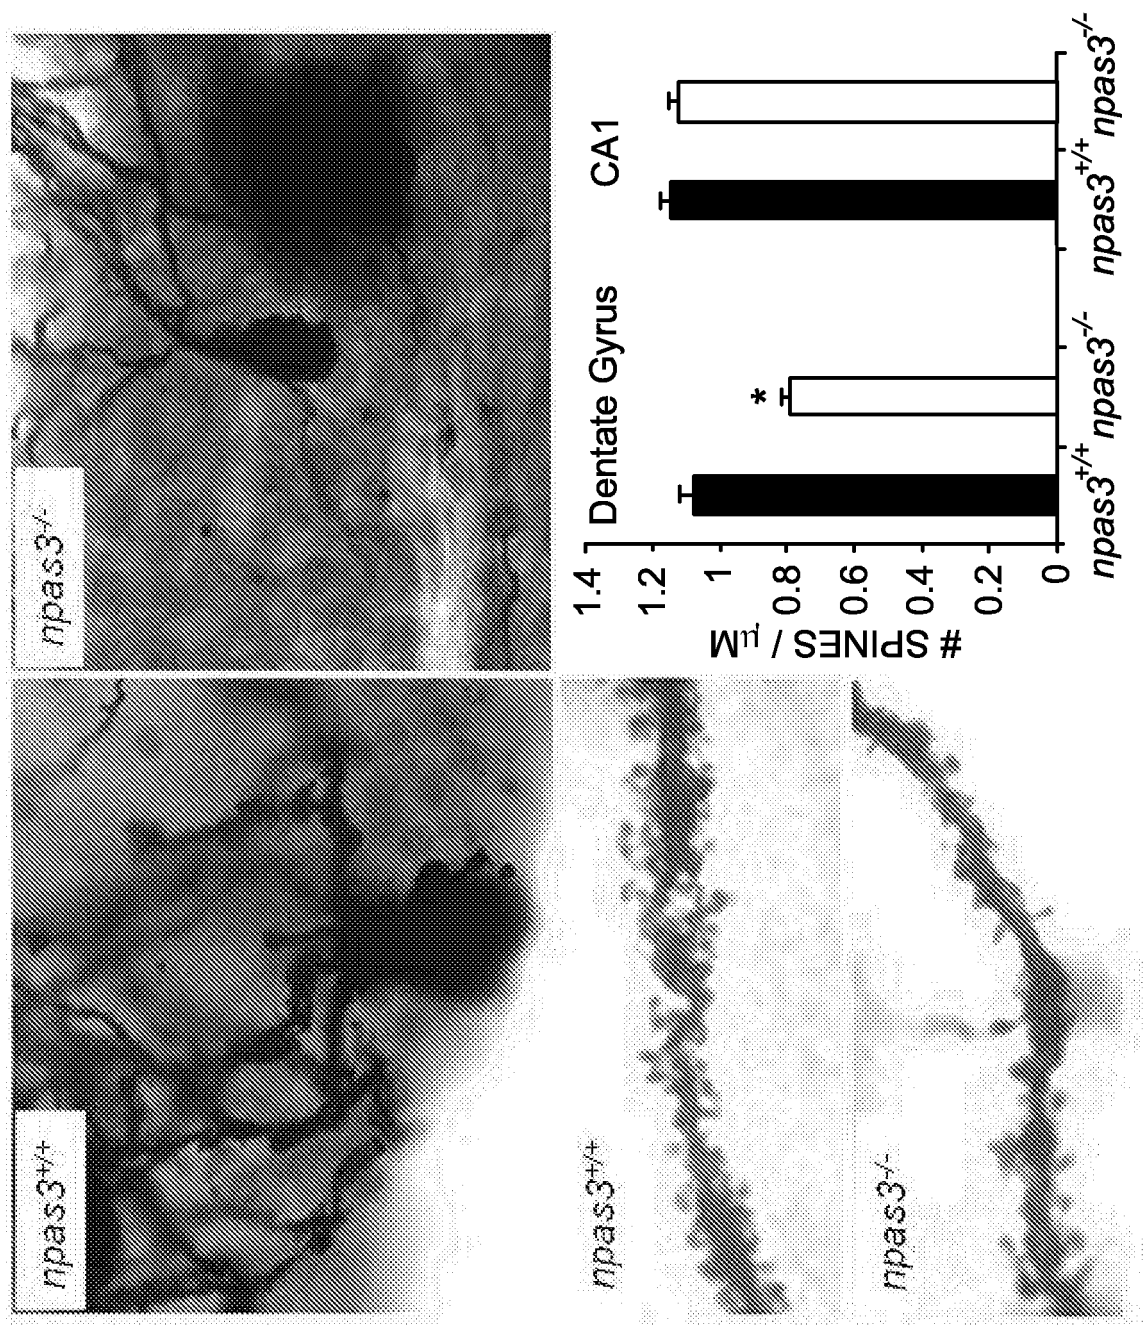 npas3+/+
npas3-/-
npas3+/+
npas3-/-
Dentate Gyrus
CA1
*
# SPINES / µM
1.4
1.2
1
0.8
0.6
0.4
0.2
0
npas3+/+ npas3-/- npas3+/+ npas3-/-